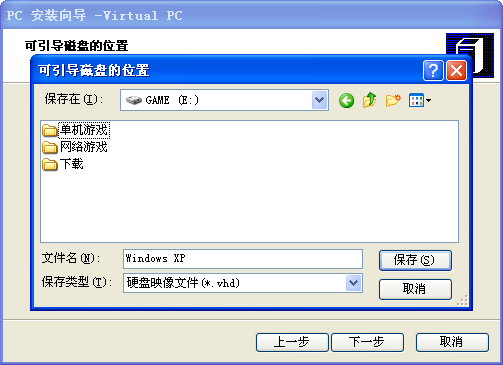 PC 安装向导 -Virtual PC
可引导磁盘的位置
可引导磁盘的位置
保存在(I):
GAME (E:)
单机游戏
网络游戏
下载
文件名(N):
Windows XP
保存(S)
保存类型(T):
硬盘映像文件(*.vhd)
取消
上一步
下一步
取消